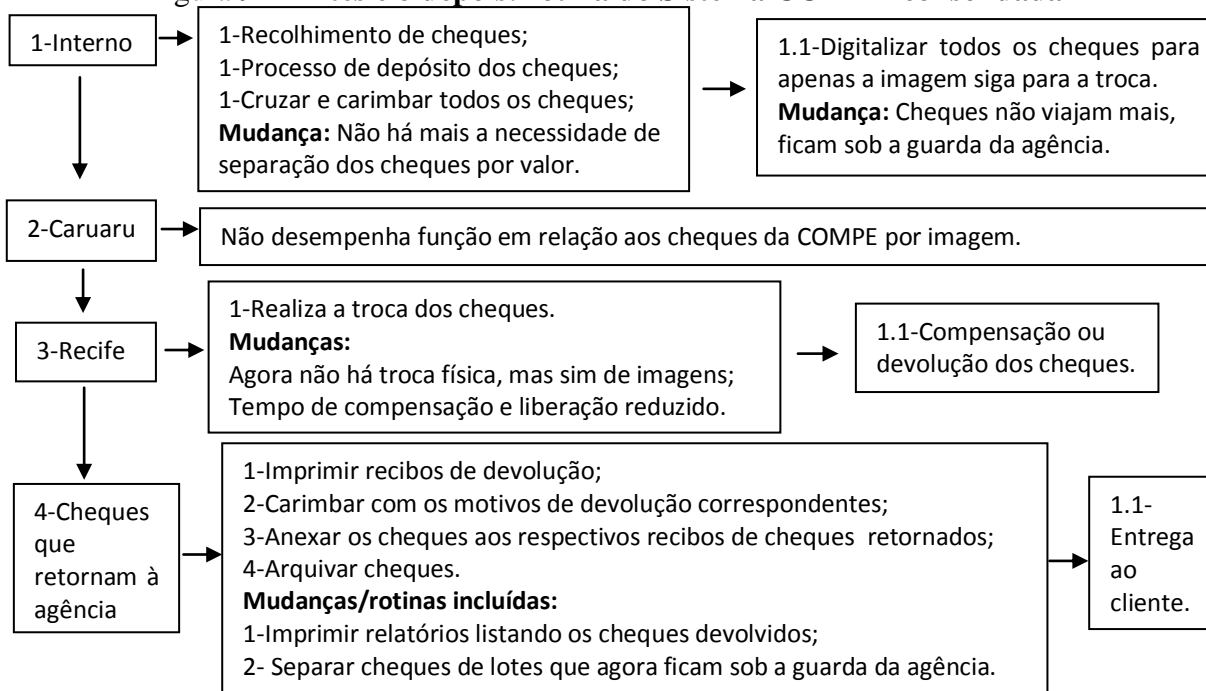 1-Interno
1-Recolhimento de cheques;
1-Processo de depósito dos cheques;
1-Cruzar e carimbar todos os cheques;
Mudança: Não há mais a necessidade de
separação dos cheques por valor.
1.1-Digitalizar todos os cheques para
apenas a imagem siga para a troca.
Mudança: Cheques não viajam mais,
ficam sob a guarda da agência.
2-Caruaru
Não desempenha função em relação aos cheques da COMPE por imagem.
3-Recife
1-Realiza a troca dos cheques.
Mudanças:
Agora não há troca física, mas sim de imagens;
Tempo de compensação e liberação reduzido.
1.1-Compensação ou
devolução dos cheques.
4-Cheques
que
retornam à
agência
1-Imprimir recibos de devolução;
2-Carimbar com os motivos de devolução correspondentes;
3-Anexar os cheques aos respectivos recibos de cheques retornados;
4-Arquivar cheques.
Mudanças/rotinas incluídas:
1-Imprimir relatórios listando os cheques devolvidos;
2- Separar cheques de lotes que agora ficam sob a guarda da agência.
1.1-
Entrega
ao
cliente.